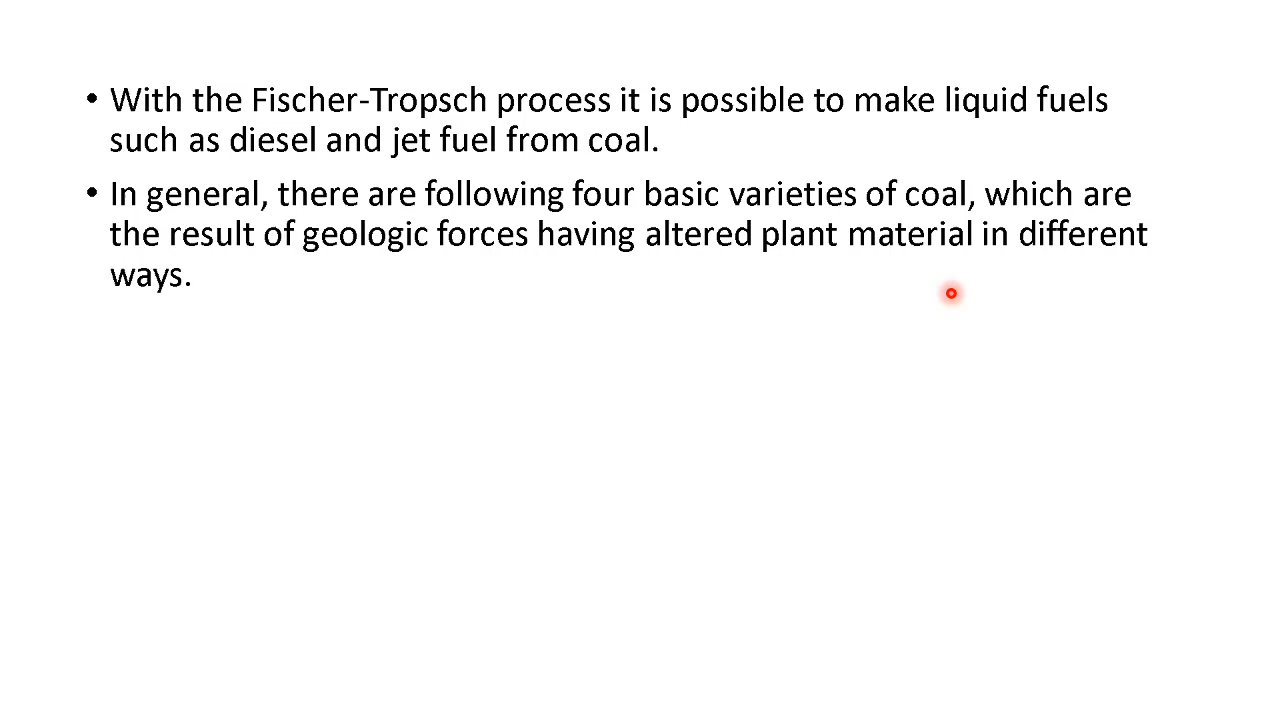 • With the Fischer-Tropsch process it is possible to make liquid fuels
such as diesel and jet fuel from coal.
• In general, there are following four basic varieties of coal, which are
the result of geologic forces having altered plant material in different
ways.